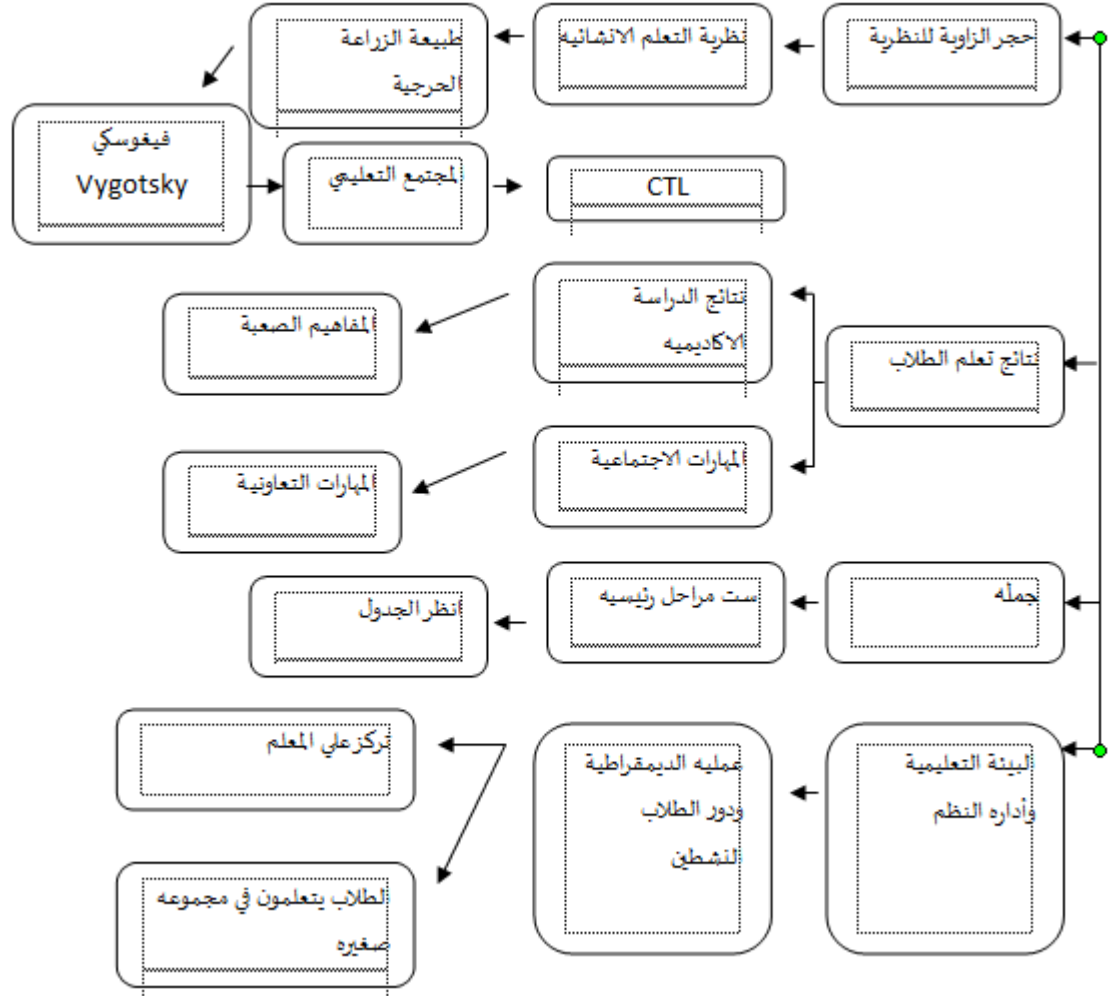 حجر الزاوية للنظرية
نظرية التعلم الانشائيه
طبيعة الزراعة
الحرجية
فيغوسكي
Vygotsky
المجتمع التعليمي
CTL
نتائج تعلم الطلاب
نتائج الدراسة
الاكاديميه
المفاهيم الصعبة
المهارات الاجتماعية
المهارات التعاونية
جمله
ست مراحل رئيسيه
انظر الجدول
البيئة التعليمية
وأداره النظم
عمليه الديمقراطية
ودور الطلاب
النشطين
تركز علي المعلم
الطلاب يتعلمون في مجموعه
صغيره